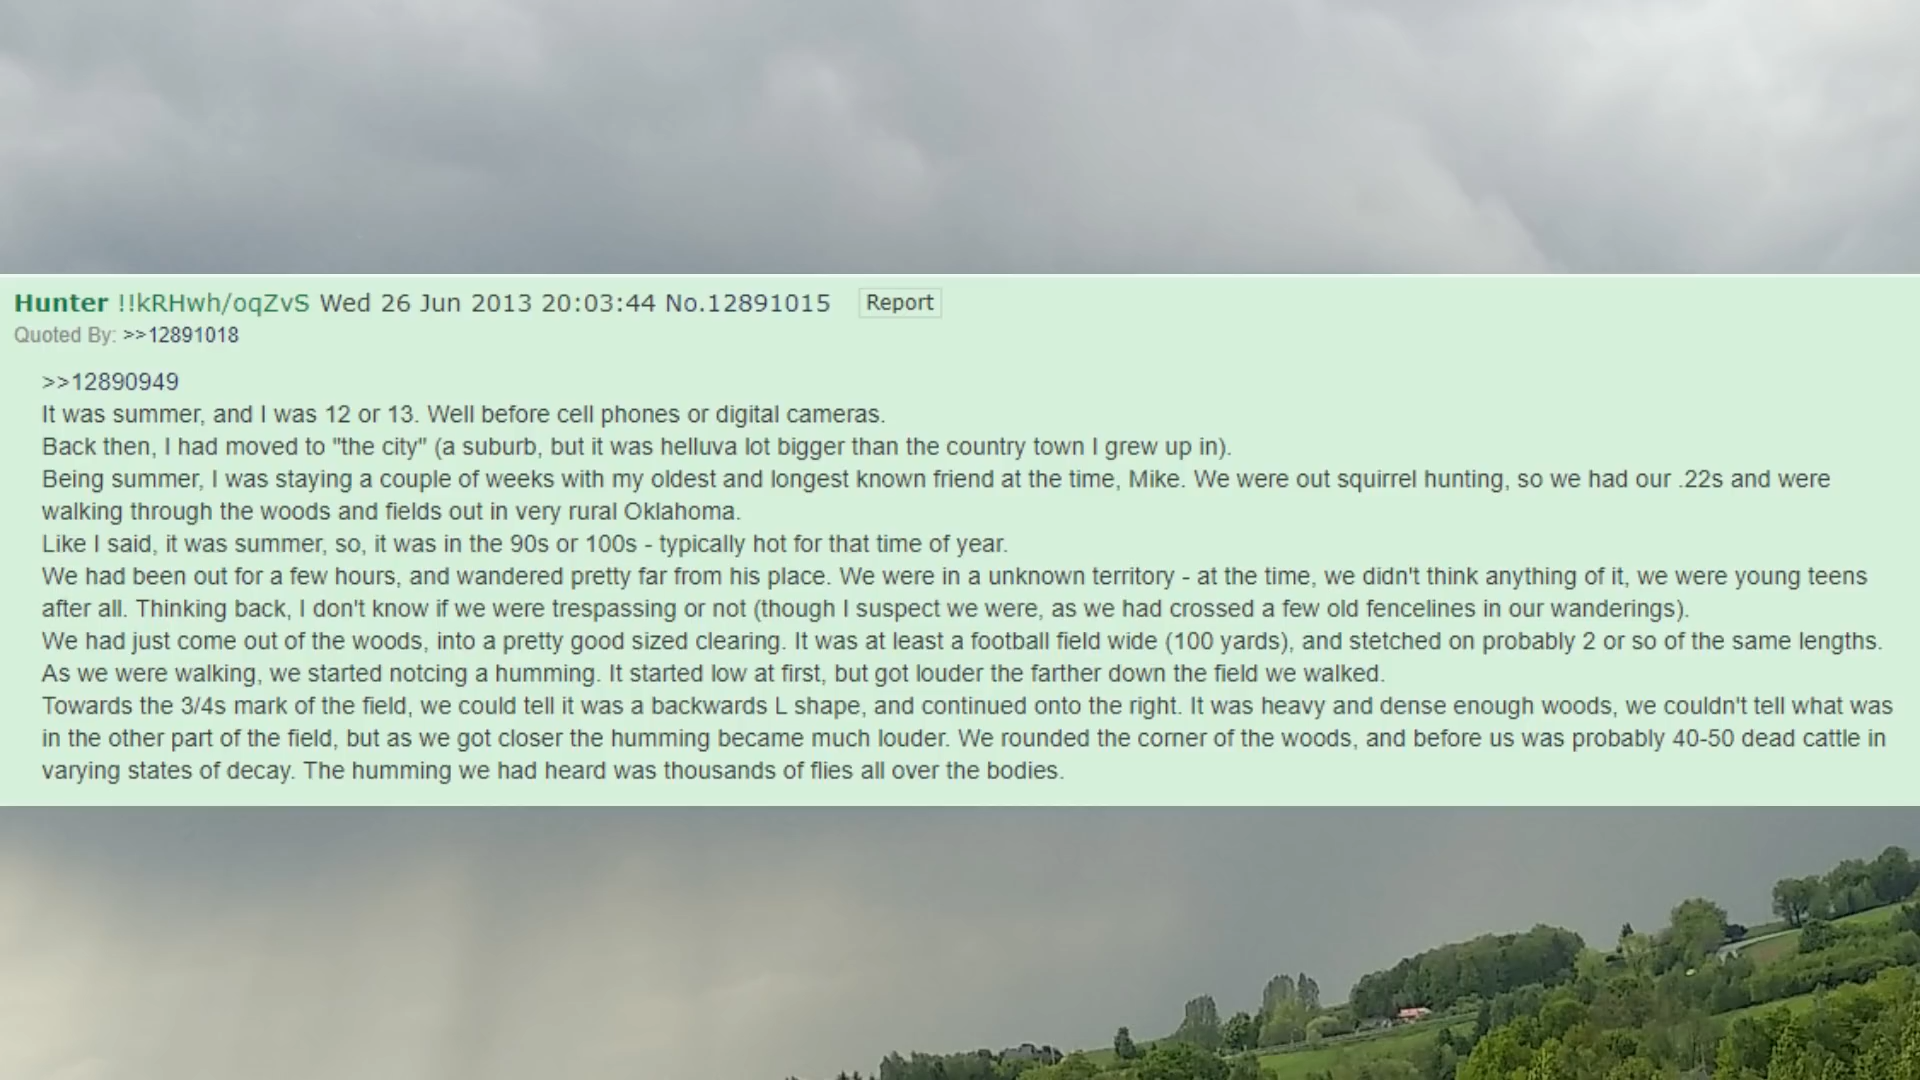 Hunter !!kRHwh/oqZvS Wed 26 Jun 2013 20:03:44 No.12891015 Report
Quoted By: >>12891018
>>12890949
It was summer, and I was 12 or 13. Well before cell phones or digital cameras.
Back then, I had moved to "the city" (a suburb, but it was helluva lot bigger than the country town I grew up in).
Being summer, I was staying a couple of weeks with my oldest and longest known friend at the time, Mike. We were out squirrel hunting, so we had our .22s and were
walking through the woods and fields out in very rural Oklahoma.
Like I said, it was summer, so, it was in the 90s or 100s - typically hot for that time of year.
We had been out for a few hours, and wandered pretty far from his place. We were in a unknown territory - at the time, we didn't think anything of it, we were young teens
after all. Thinking back, I don't know if we were trespassing or not (though I suspect we were, as we had crossed a few old fencelines in our wanderings).
We had just come out of the woods, into a pretty good sized clearing. It was at least a football field wide (100 yards), and stetched on probably 2 or so of the same lengths.
As we were walking, we started notcing a humming. It started low at first, but got louder the farther down the field we walked.
Towards the 3/4s mark of the field, we could tell it was a backwards L shape, and continued onto the right. It was heavy and dense enough woods, we couldn't tell what was
in the other part of the field, but as we got closer the humming became much louder. We rounded the corner of the woods, and before us was probably 40-50 dead cattle in
varying states of decay. The humming we had heard was thousands of flies all over the bodies.